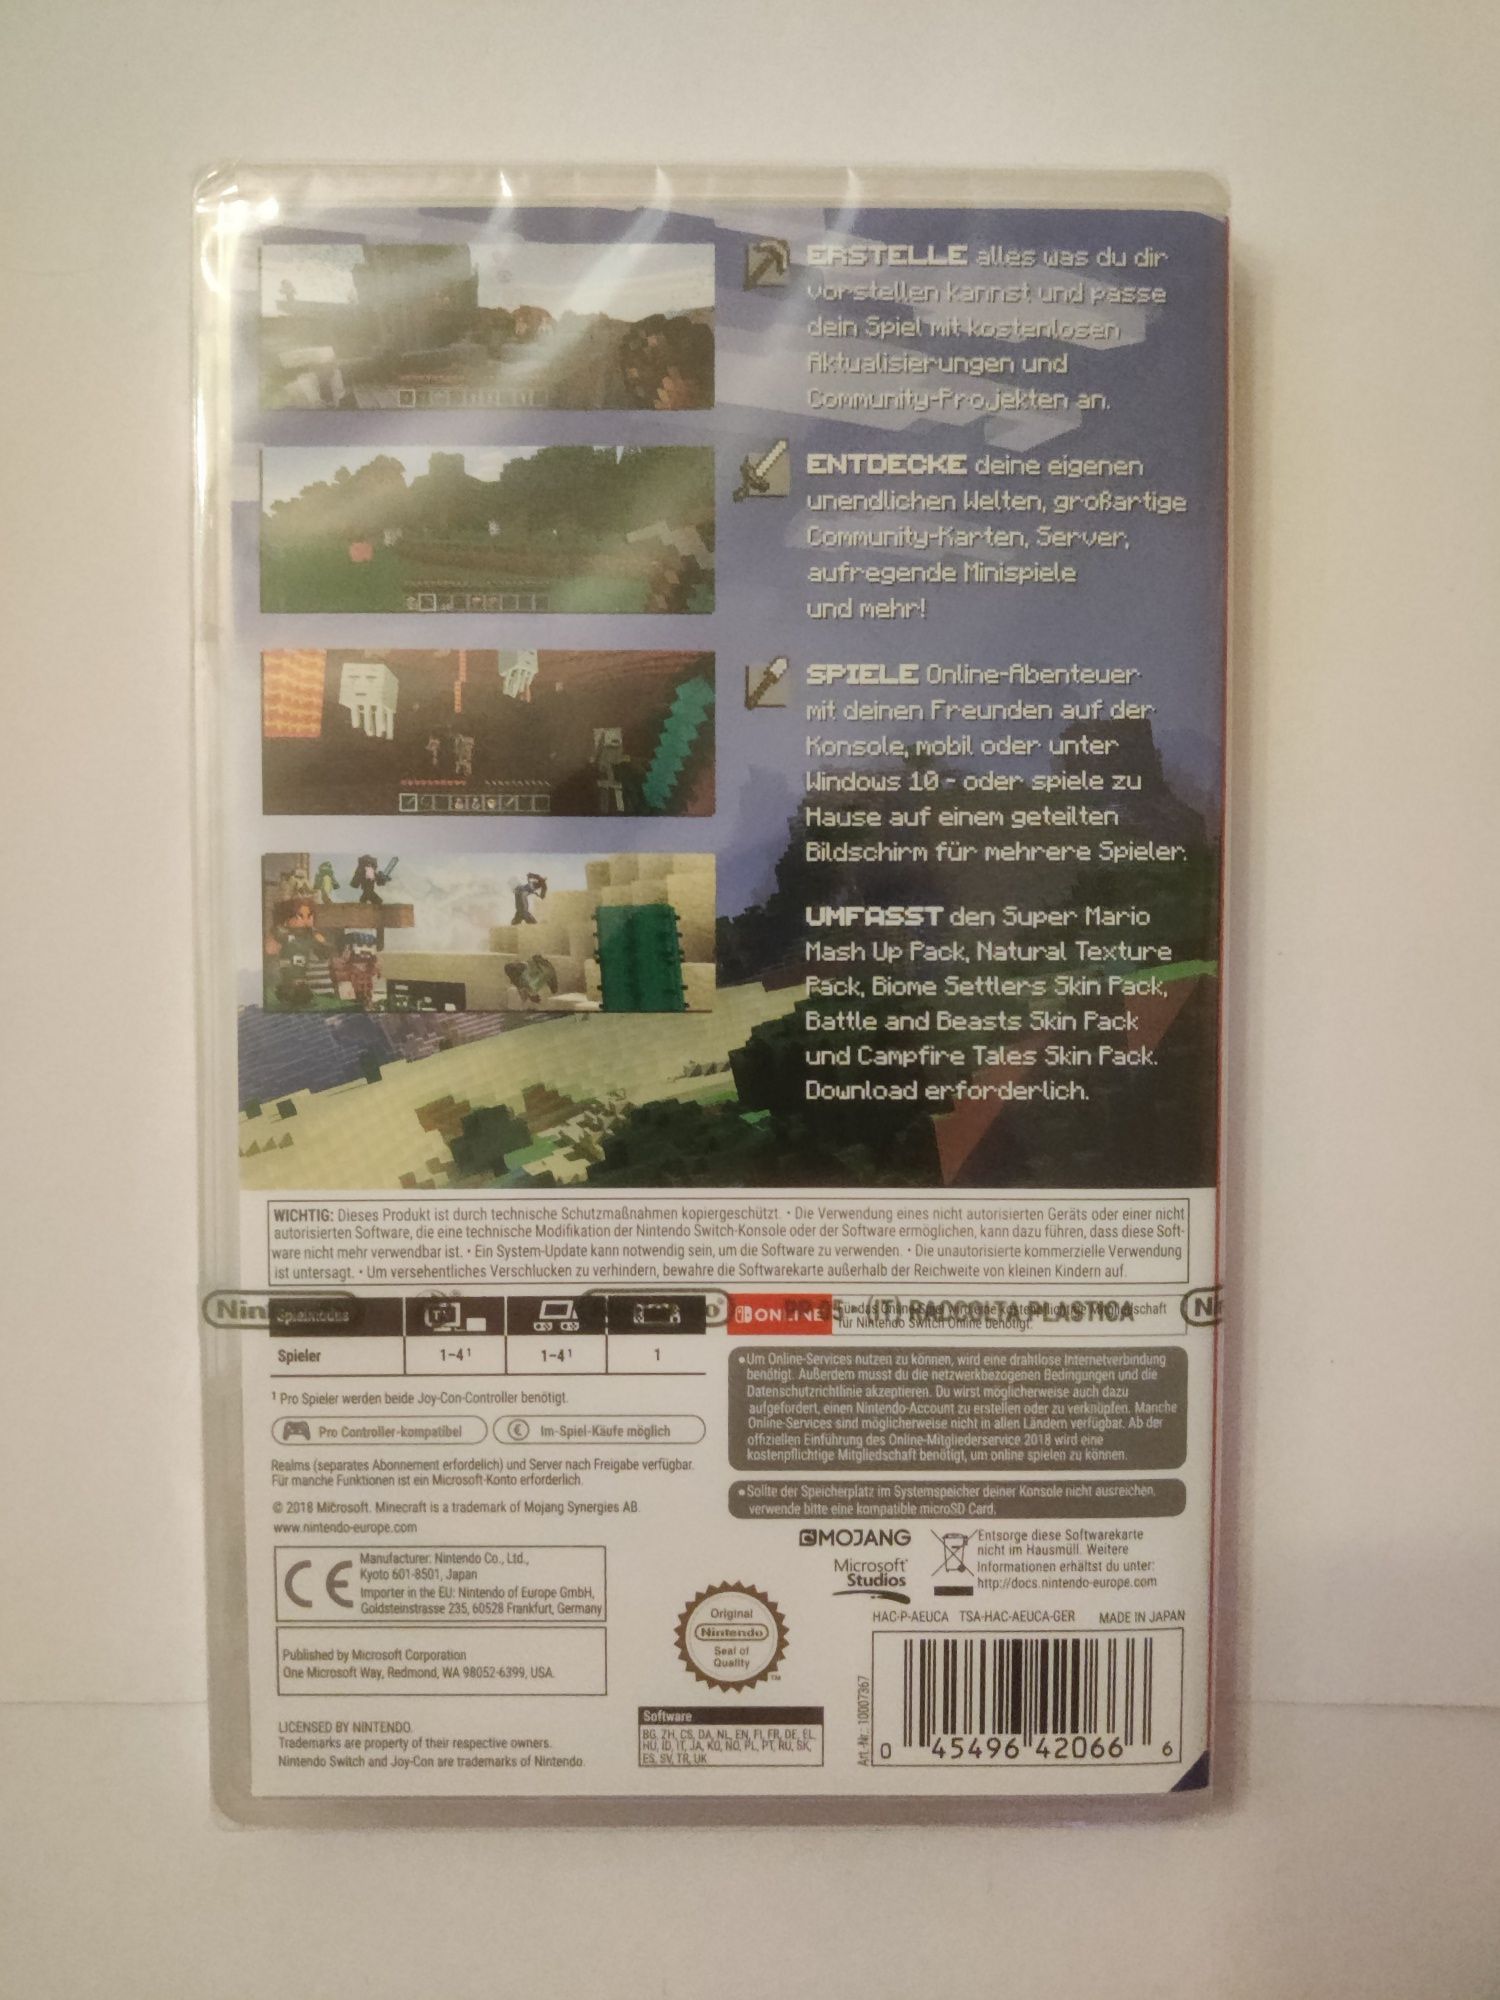 ERSTELLE alles was du dir
vorstellen kannst und passe
dein Spiel mit kostenlosen
Aktualisierungen und
Community-Projekten an.
ENTDECKE deine eigenen
unendlichen Welten, großartige
Community-Karten, Server,
aufregende Minispiele
und mehr!
SPIELE Online-Abenteuer
mit deinen Freunden auf der
Konsole, mobil oder unter
Windows 10 - oder spiele zu
Hause auf einem geteilten
Bildschirm für mehrere Spieler.
UMFASST den Super Mario
Mash Up Pack, Natural Texture
Pack, Biome Settlers Skin Pack,
Battle and Beasts Skin Pack
und Campfire Tales Skin Pack.
Download erforderlich.
WICHTIG: Dieses Produkt ist durch technische Schutzmaßnahmen kopiergeschützt. • Die Verwendung eines nicht autorisierten Geräts oder einer nicht
autorisierten Software, die eine technische Modifikation der Nintendo Switch-Konsole oder der Software ermöglichen, kann dazu führen, dass diese Soft-
ware nicht mehr verwendbar ist. • Ein System-Update kann notwendig sein, um die Software zu verwenden. • Die unautorisierte kommerzielle Verwendung
ist untersagt. • Um versehentliches Verschlucken zu verhindern, bewahre die Softwarekarte außerhalb der Reichweite von kleinen Kindern auf.
Spielmodus
ONLINE
(IT) RACCOLTA PLASTICA
Für das Online-Spiel wird eine kostenpflichtige Mitgliedschaft
für Nintendo Switch Online benötigt.
Spieler 1-4¹ 1-4¹ 1
¹ Pro Spieler werden beide Joy-Con-Controller benötigt.
Pro Controller-kompatibel
€ Im-Spiel-Käufe möglich
Realms (separates Abonnement erfordelich) und Server nach Freigabe verfügbar.
Für manche Funktionen ist ein Microsoft-Konto erforderlich.
© 2018 Microsoft. Minecraft is a trademark of Mojang Synergies AB.
www.nintendo-europe.com
•Um Online-Services nutzen zu können, wird eine drahtlose Internetverbindung
benötigt. Außerdem musst du die netzwerkbezogenen Bedingungen und die
Datenschutzrichtlinie akzeptieren. Du wirst möglicherweise auch dazu
aufgefordert, einen Nintendo-Account zu erstellen oder zu verknüpfen. Manche
Online-Services sind möglicherweise nicht in allen Ländern verfügbar. Ab der
offiziellen Einführung des Online-Mitgliederservice 2018 wird eine
kostenpflichtige Mitgliedschaft benötigt, um online spielen zu können.
•Sollte der Speicherplatz im Systemspeicher deiner Konsole nicht ausreichen,
verwende bitte eine kompatible microSD Card.
CE
Manufacturer: Nintendo Co., Ltd.,
Kyoto 601-8501, Japan
Importer in the EU: Nintendo of Europe GmbH,
Goldsteinstrasse 235, 60528 Frankfurt, Germany
Published by Microsoft Corporation
One Microsoft Way, Redmond, WA 98052-6399, USA.
LICENSED BY NINTENDO.
Trademarks are property of their respective owners.
Nintendo Switch and Joy-Con are trademarks of Nintendo.
MOJANG
Microsoft
Studios
Entsorge diese Softwarekarte
nicht im Hausmüll. Weitere
Informationen erhältst du unter:
http://docs.nintendo-europe.com
Original
Nintendo
Seal of
Quality
TM
Software
BG, ZH, CS, DA, NL, EN, FI, FR, DE, EL,
HU, ID, IT, JA, KO, NO, PL, PT, RU, SK,
ES, SV, TR, UK
HAC-P-AEUCA TSA-HAC-AEUCA-GER MADE IN JAPAN
Art.-Nr.: 10007367
0 45496 42066 6